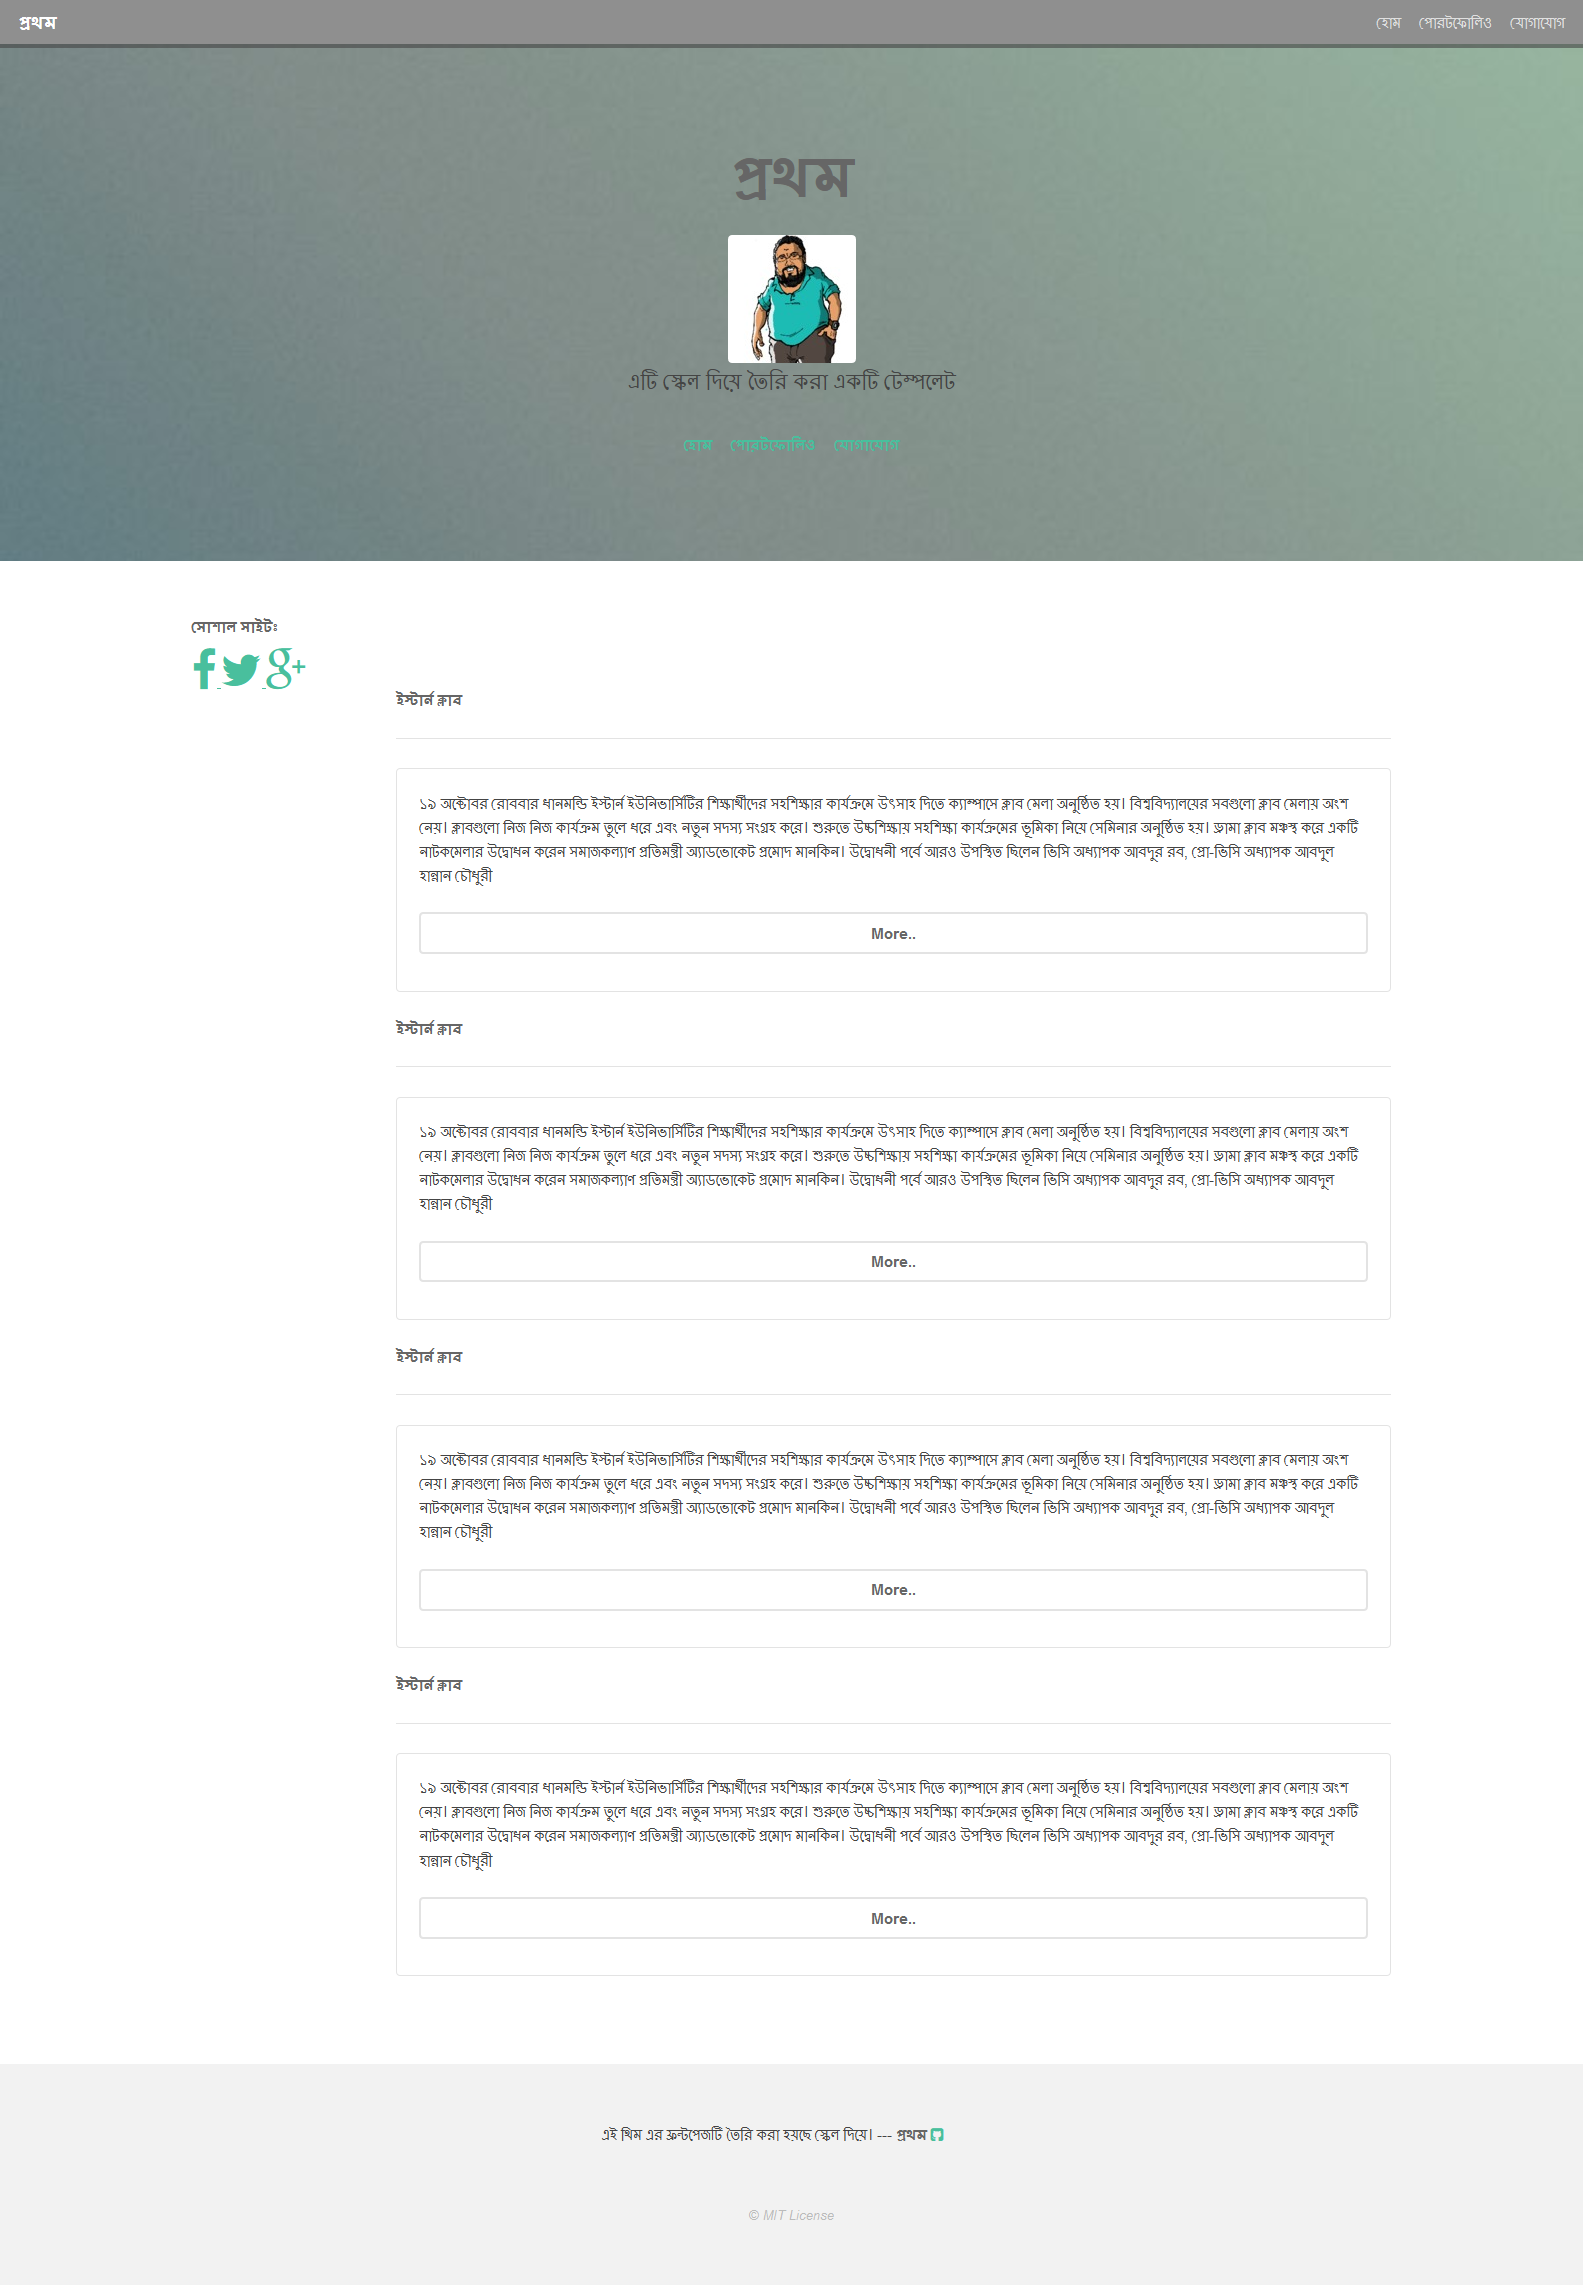 প্রথম
হোম পোরটফোলিও যোগাযোগ
প্রথম
এটি স্কেল দিয়ে তৈরি করা একটি টেম্পলেট
হোম পোরটফোলিও যোগাযোগ
সোশাল সাইটঃ
ইস্টার্ন ক্লাব
১৯ অক্টোবর রোববার ধানমন্ডি ইস্টার্ন ইউনিভার্সিটির শিক্ষার্থীদের সহশিক্ষার কার্যক্রমে উৎসাহ দিতে ক্যাম্পাসে ক্লাব মেলা অনুষ্ঠিত হয়। বিশ্ববিদ্যালয়ের সবগুলো ক্লাব মেলায় অংশ
নেয়। ক্লাবগুলো নিজ নিজ কার্যক্রম তুলে ধরে এবং নতুন সদস্য সংগ্রহ করে। শুরুতে উচ্চশিক্ষায় সহশিক্ষা কার্যক্রমের ভূমিকা নিয়ে সেমিনার অনুষ্ঠিত হয়। ড্রামা ক্লাব মঞ্চস্থ করে একটি
নাটকমেলার উদ্বোধন করেন সমাজকল্যাণ প্রতিমন্ত্রী অ্যাডভোকেট প্রমোদ মানকিন। উদ্বোধনী পর্বে আরও উপস্থিত ছিলেন ভিসি অধ্যাপক আবদুর রব, প্রো-ভিসি অধ্যাপক আবদুল
হান্নান চৌধুরী
More..
ইস্টার্ন ক্লাব
১৯ অক্টোবর রোববার ধানমন্ডি ইস্টার্ন ইউনিভার্সিটির শিক্ষার্থীদের সহশিক্ষার কার্যক্রমে উৎসাহ দিতে ক্যাম্পাসে ক্লাব মেলা অনুষ্ঠিত হয়। বিশ্ববিদ্যালয়ের সবগুলো ক্লাব মেলায় অংশ
নেয়। ক্লাবগুলো নিজ নিজ কার্যক্রম তুলে ধরে এবং নতুন সদস্য সংগ্রহ করে। শুরুতে উচ্চশিক্ষায় সহশিক্ষা কার্যক্রমের ভূমিকা নিয়ে সেমিনার অনুষ্ঠিত হয়। ড্রামা ক্লাব মঞ্চস্থ করে একটি
নাটকমেলার উদ্বোধন করেন সমাজকল্যাণ প্রতিমন্ত্রী অ্যাডভোকেট প্রমোদ মানকিন। উদ্বোধনী পর্বে আরও উপস্থিত ছিলেন ভিসি অধ্যাপক আবদুর রব, প্রো-ভিসি অধ্যাপক আবদুল
হান্নান চৌধুরী
More..
ইস্টার্ন ক্লাব
১৯ অক্টোবর রোববার ধানমন্ডি ইস্টার্ন ইউনিভার্সিটির শিক্ষার্থীদের সহশিক্ষার কার্যক্রমে উৎসাহ দিতে ক্যাম্পাসে ক্লাব মেলা অনুষ্ঠিত হয়। বিশ্ববিদ্যালয়ের সবগুলো ক্লাব মেলায় অংশ
নেয়। ক্লাবগুলো নিজ নিজ কার্যক্রম তুলে ধরে এবং নতুন সদস্য সংগ্রহ করে। শুরুতে উচ্চশিক্ষায় সহশিক্ষা কার্যক্রমের ভূমিকা নিয়ে সেমিনার অনুষ্ঠিত হয়। ড্রামা ক্লাব মঞ্চস্থ করে একটি
নাটকমেলার উদ্বোধন করেন সমাজকল্যাণ প্রতিমন্ত্রী অ্যাডভোকেট প্রমোদ মানকিন। উদ্বোধনী পর্বে আরও উপস্থিত ছিলেন ভিসি অধ্যাপক আবদুর রব, প্রো-ভিসি অধ্যাপক আবদুল
হান্নান চৌধুরী
More..
ইস্টার্ন ক্লাব
১৯ অক্টোবর রোববার ধানমন্ডি ইস্টার্ন ইউনিভার্সিটির শিক্ষার্থীদের সহশিক্ষার কার্যক্রমে উৎসাহ দিতে ক্যাম্পাসে ক্লাব মেলা অনুষ্ঠিত হয়। বিশ্ববিদ্যালয়ের সবগুলো ক্লাব মেলায় অংশ
নেয়। ক্লাবগুলো নিজ নিজ কার্যক্রম তুলে ধরে এবং নতুন সদস্য সংগ্রহ করে। শুরুতে উচ্চশিক্ষায় সহশিক্ষা কার্যক্রমের ভূমিকা নিয়ে সেমিনার অনুষ্ঠিত হয়। ড্রামা ক্লাব মঞ্চস্থ করে একটি
নাটকমেলার উদ্বোধন করেন সমাজকল্যাণ প্রতিমন্ত্রী অ্যাডভোকেট প্রমোদ মানকিন। উদ্বোধনী পর্বে আরও উপস্থিত ছিলেন ভিসি অধ্যাপক আবদুর রব, প্রো-ভিসি অধ্যাপক আবদুল
হান্নান চৌধুরী
More..
এই থিম এর ফ্রন্টপেজটি তৈরি করা হয়ছে স্কেল দিয়ে। --- প্রথম
© MIT License